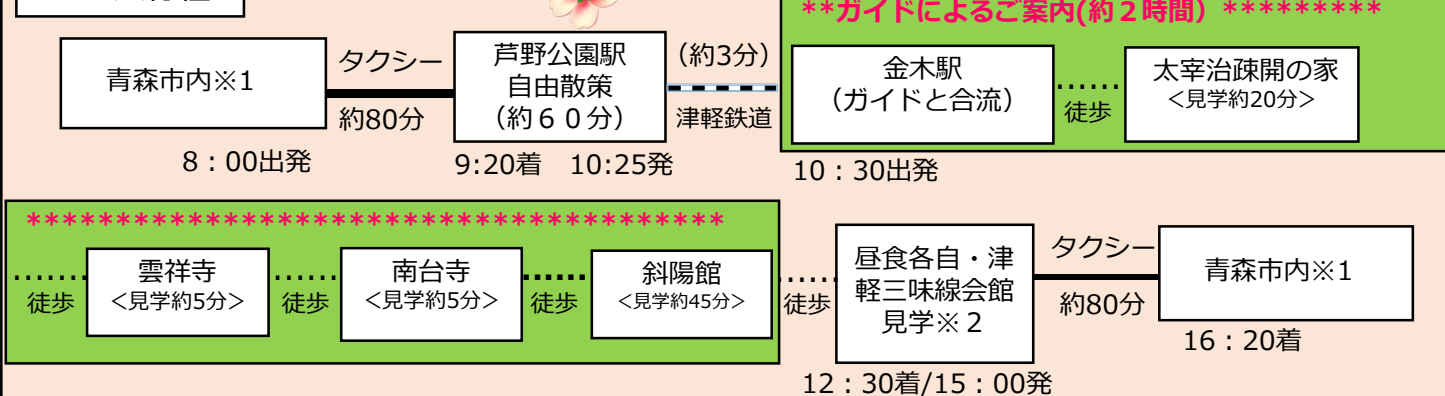 **ガイドによるご案内(約２時間）*********
青森市内※1
タクシー
約80分
芦野公園駅
自由散策
（約６０分）
（約3分）
津軽鉄道
金木駅
（ガイドと合流）
……
徒歩
太宰治疎開の家
<見学約20分>
8：00出発
9:20着　10:25発
10：30出発
***************************************
……
徒歩
雲祥寺
<見学約5分>
……
徒歩
南台寺
<見学約5分>
……
徒歩
斜陽館
<見学約45分>
……
徒歩
昼食各自・津
軽三味線会館
見学※２
タクシー
約80分
青森市内※1
12：30着/15：00発
16：20着